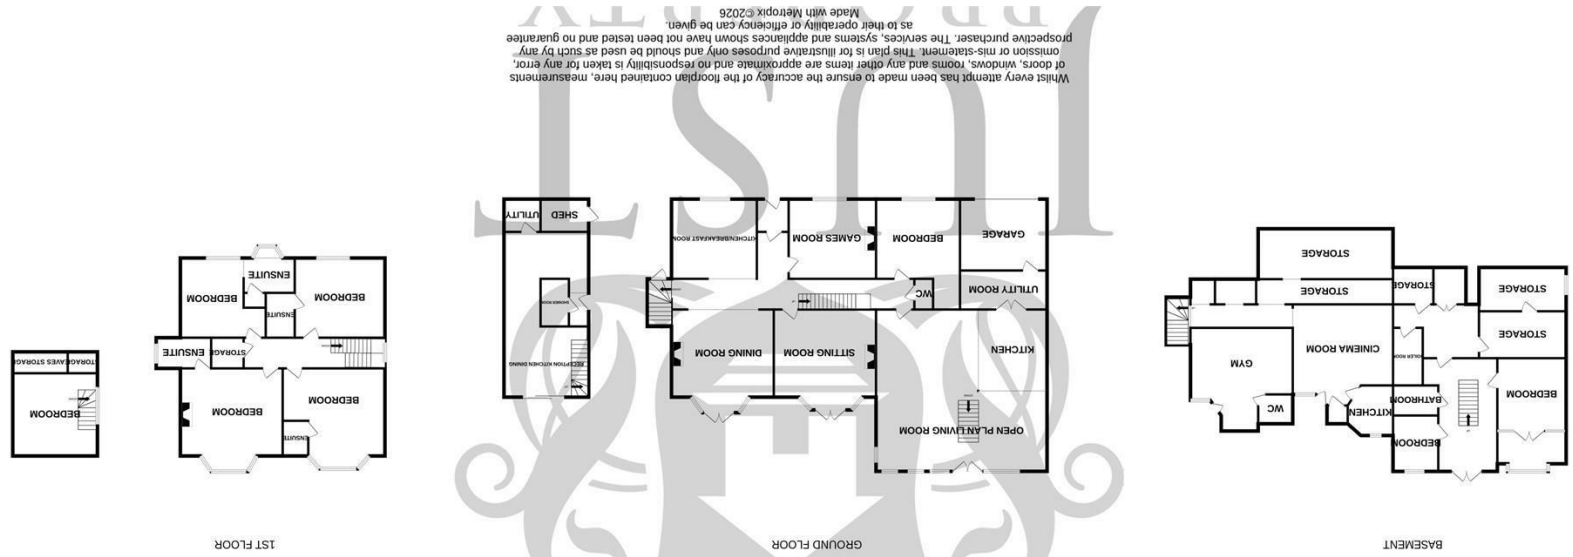 BASEMENT
BEDROOM
BEDROOM
KITCHEN
WC
BATHROOM
GYM
CINEMA ROOM
STORAGE
STORAGE
STORAGE
STORAGE
STORAGE
GROUND FLOOR
OPEN PLAN LIVING ROOM
KITCHEN
SITTING ROOM
DINING ROOM
UTILITY ROOM
WC
GARAGE
BEDROOM
GAMES ROOM
KITCHEN/BREAKFAST ROOM
RECEPTION KITCHEN DINING
SHOWER ROOM
SHED
UTILITY
1ST FLOOR
ENSUITE
BEDROOM
BEDROOM
STORAGE
ENSUITE
ENSUITE
BEDROOM
BEDROOM
ENSUITE
BEDROOM
STORAGE
EAVES STORAGE
Whilst every attempt has been made to ensure the accuracy of the floorplan contained here, measurements
of doors, windows, rooms and any other items are approximate and no responsibility is taken for any error,
omission or mis-statement. This plan is for illustrative purposes only and should be used as such by any
prospective purchaser. The services, systems and appliances shown have not been tested and no guarantee
as to their operability or efficiency can be given.
Made with Metropix ©2026
JUST
PROPERTY